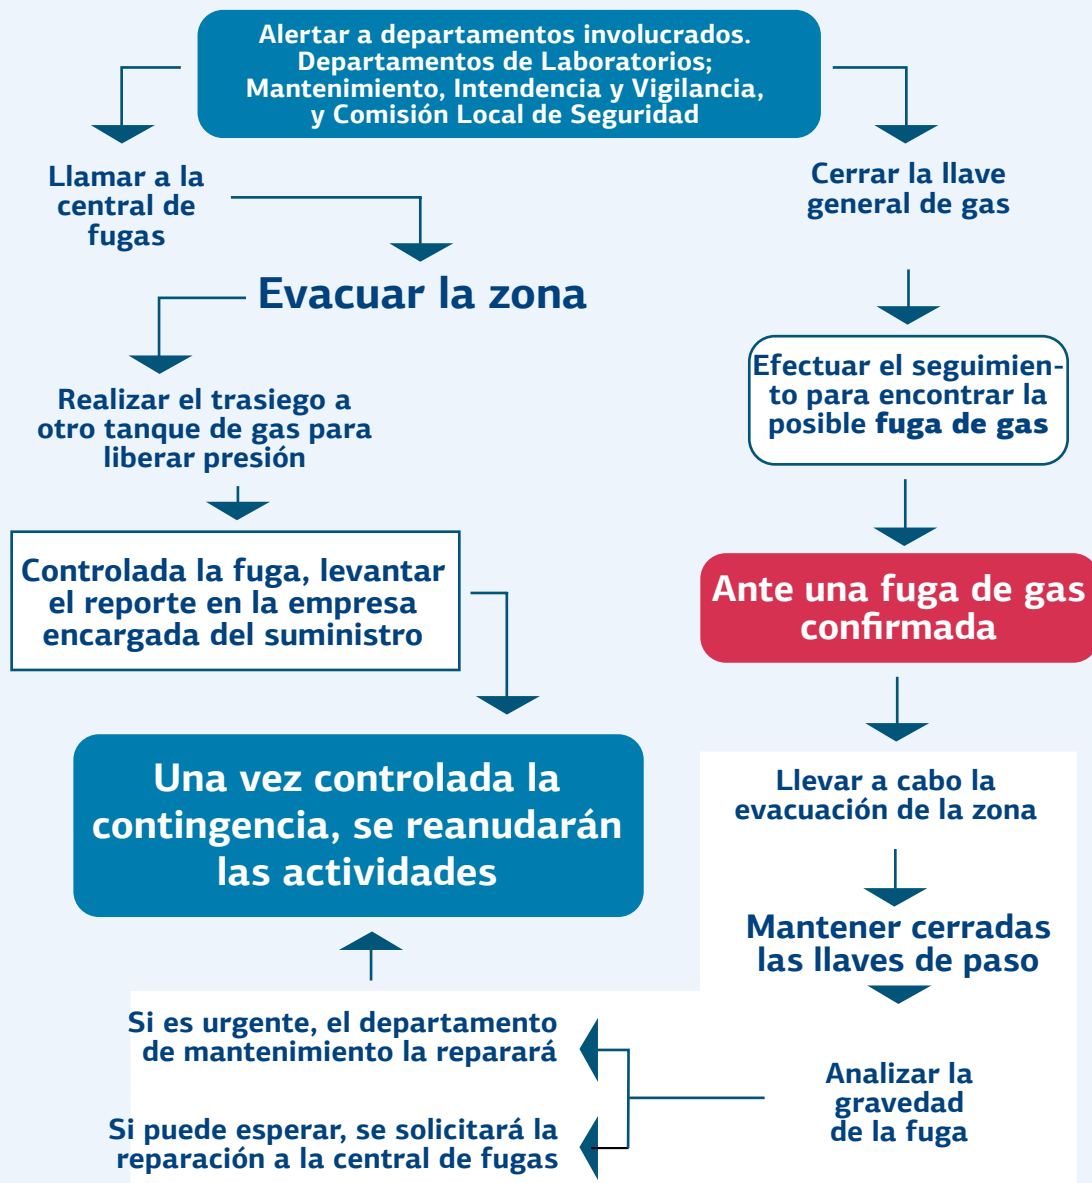 Alertar a departamentos involucrados.
Departamentos de Laboratorios;
Mantenimiento, Intendencia y Vigilancia,
y Comisión Local de Seguridad
Llamar a la
central de
fugas
Evacuar la zona
Realizar el trasiego a
otro tanque de gas para
liberar presión
Controlada la fuga, levantar
el reporte en la empresa
encargada del suministro
Cerrar la llave
general de gas
Efectuar el seguimien-
to para encontrar la
posible fuga de gas
Ante una fuga de gas
confirmada
Llevar a cabo la
evacuación de la zona
Mantener cerradas
las llaves de paso
Analizar la
gravedad
de la fuga
Si es urgente, el departamento
de mantenimiento la reparará
Si puede esperar, se solicitará la
reparación a la central de fugas
Una vez controlada la
contingencia, se reanudarán
las actividades